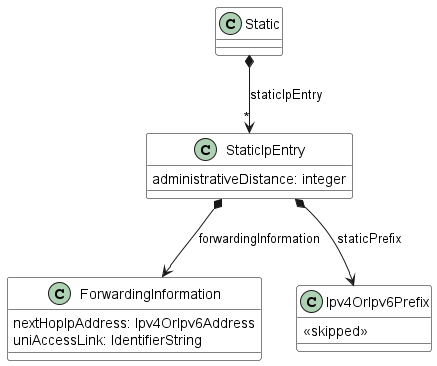 C Static
staticIpEntry
*
C StaticIpEntry
administrativeDistance: integer
forwardingInformation
staticPrefix
C ForwardingInformation
nextHopIpAddress: Ipv4OrIpv6Address
uniAccessLink: IdentifierString
C Ipv4OrIpv6Prefix
«skipped»